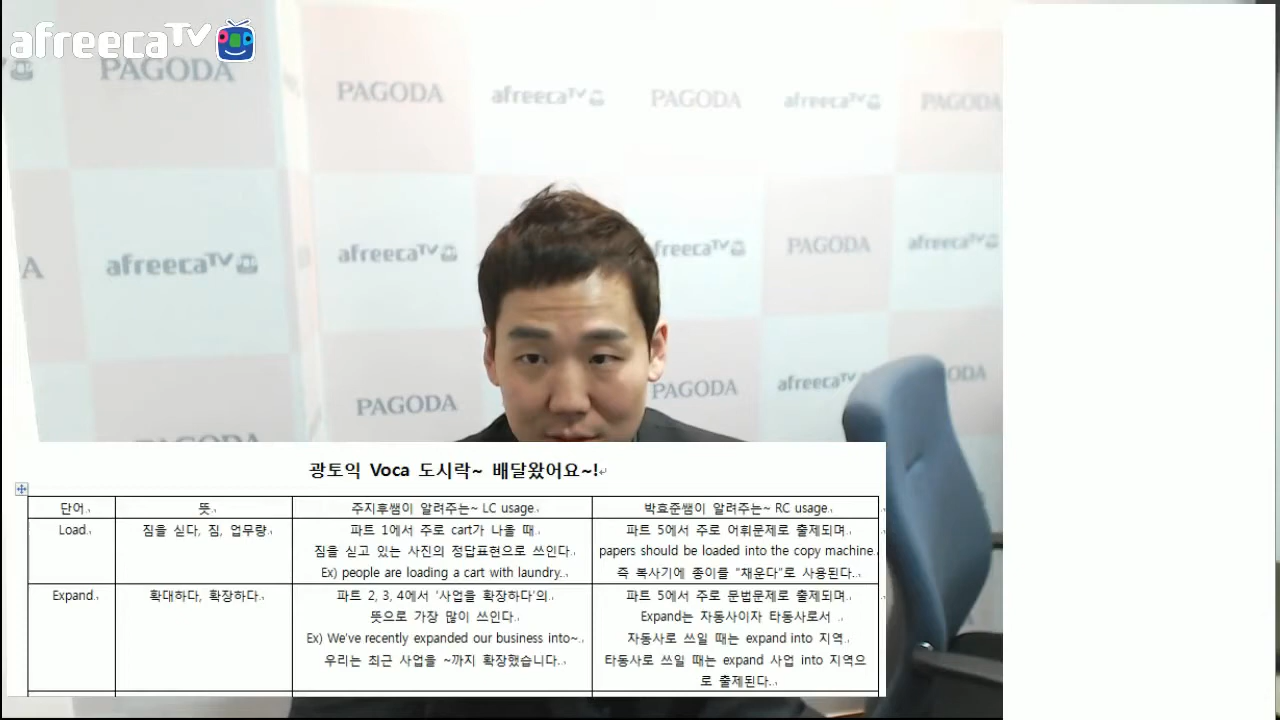 afreecaTV
PAGODA
PAGODA afreecaTV PAGODA afreecaTV PAGODA
afreecaTV afreecaTV afreecaTV PAGODA afreecaTV
PAGODA PAGODA afreecaTV
PAGODA
광토익 Voca 도시락~ 배달왔어요~!
단어 뜻 주지후쌤이 알려주는~ LC usage 박효준쌤이 알려주는~ RC usage
Load 짐을 싣다, 짐, 업무량 파트 1에서 주로 cart가 나올 때 파트 5에서 주로 어휘문제로 출제되며
짐을 싣고 있는 사진의 정답표현으로 쓰인다. papers should be loaded into the copy machine
Ex) people are loading a cart with laundry. 즉 복사기에 종이를 "채운다"로 사용된다.
Expand 확대하다, 확장하다 파트 2, 3, 4에서 '사업을 확장하다'의 파트 5에서 주로 문법문제로 출제되며
뜻으로 가장 많이 쓰인다. Expand는 자동사이자 타동사로서
Ex) We've recently expanded our business into~ 자동사로 쓰일 때는 expand into 지역
우리는 최근 사업을 ~까지 확장했습니다. 타동사로 쓰일 때는 expand 사업 into 지역으
로 출제된다.